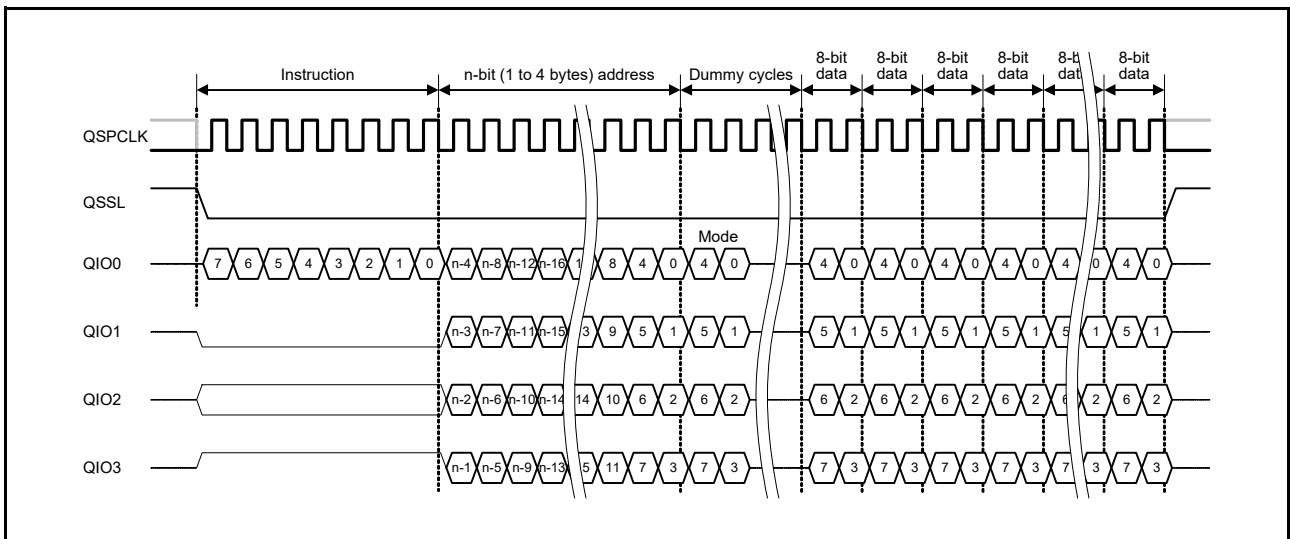 Instruction
n-bit (1 to 4 bytes) address
Dummy cycles
8-bit data
8-bit data
8-bit data
8-bit data
8-bit data
QSPCLK
QSSL
Mode
QIO0 7 6 5 4 3 2 1 0 n-4 n-8 n-12 n-16 8 4 0 4 0 4 0 4 0 4 0 4 0 4 0 4 0
QIO1 n-3 n-7 n-11 n-15 9 5 1 5 1 5 1 5 1 5 1 5 1 5 1 5 1
QIO2 n-2 n-6 n-10 n-14 14 10 6 2 6 2 6 2 6 2 6 2 6 2 6 2 6 2
QIO3 n-1 n-5 n-9 n-13 5 11 7 3 7 3 7 3 7 3 7 3 7 3 7 3 7 3